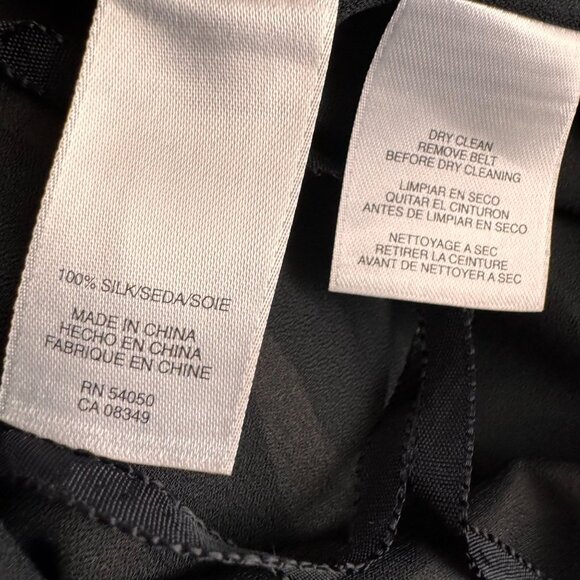 100% SILK/SEDA/SOIE
MADE IN CHINA
HECHO EN CHINA
FABRIQUE EN CHINE
RN 54050
CA 08349
DRY CLEAN
REMOVE BELT
BEFORE DRY CLEANING
LIMPIAR EN SECO
QUITAR EL CINTURON
ANTES DE LIMPIAR EN SECO
NETTOYAGE A SEC
RETIRER LA CEINTURE
AVANT DE NETTOYER A SEC